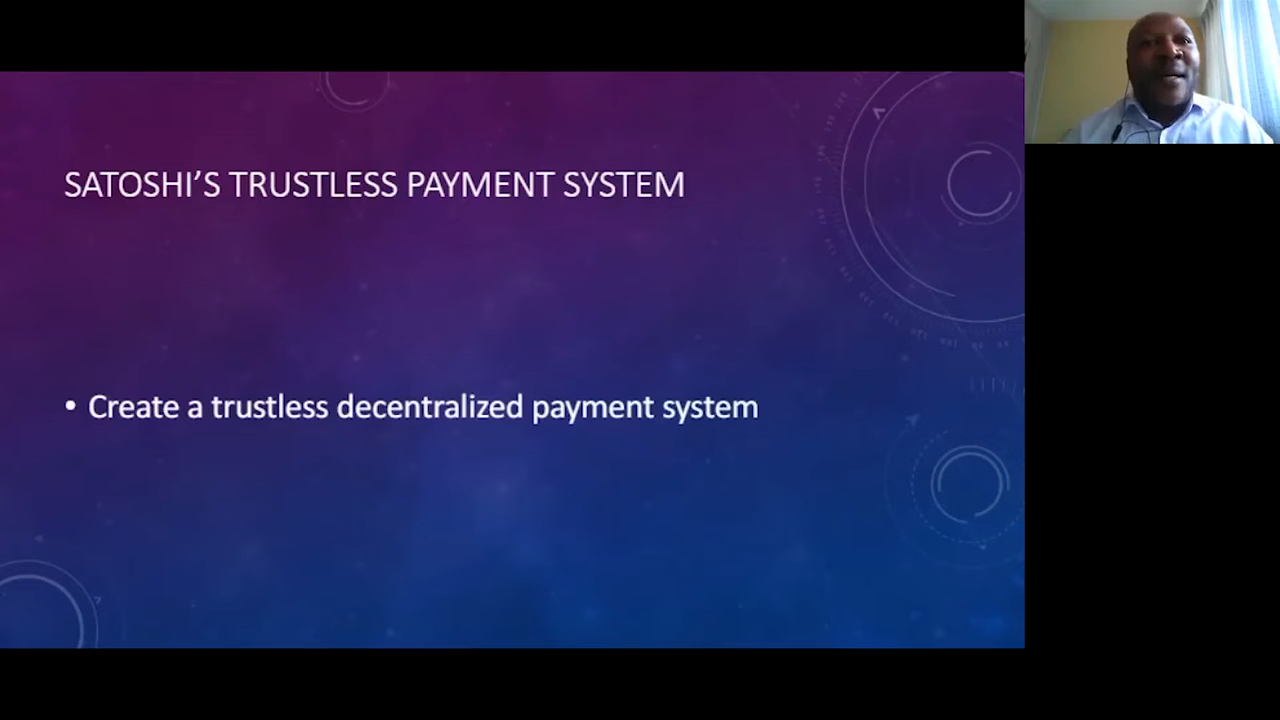 SATOSHI’S TRUSTLESS PAYMENT SYSTEM
• Create a trustless decentralized payment system